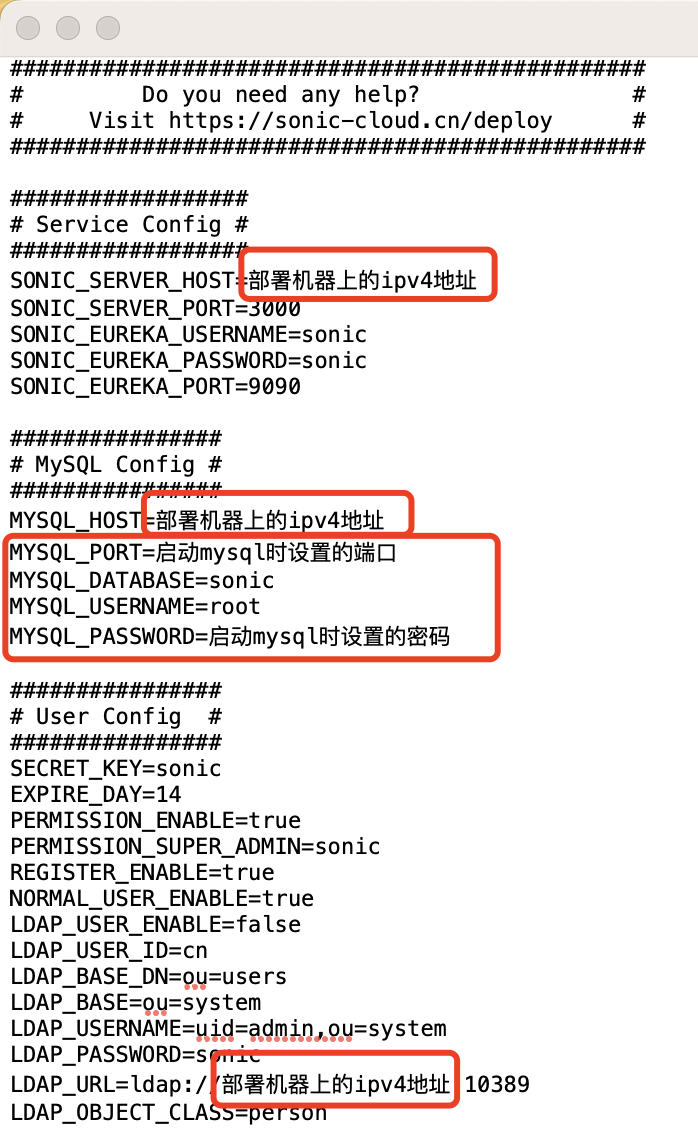 ################################################
#         Do you need any help?                #
#     Visit https://sonic-cloud.cn/deploy      #
################################################
##################
# Service Config #
##################
SONIC_SERVER_HOST=部署机器上的ipv4地址
SONIC_SERVER_PORT=3000
SONIC_EUREKA_USERNAME=sonic
SONIC_EUREKA_PASSWORD=sonic
SONIC_EUREKA_PORT=9090
################
# MySQL Config #
################
MYSQL_HOST=部署机器上的ipv4地址
MYSQL_PORT=启动mysql时设置的端口
MYSQL_DATABASE=sonic
MYSQL_USERNAME=root
MYSQL_PASSWORD=启动mysql时设置的密码
################
# User Config  #
################
SECRET_KEY=sonic
EXPIRE_DAY=14
PERMISSION_ENABLE=true
PERMISSION_SUPER_ADMIN=sonic
REGISTER_ENABLE=true
NORMAL_USER_ENABLE=true
LDAP_USER_ENABLE=false
LDAP_USER_ID=cn
LDAP_BASE_DN=ou=users
LDAP_BASE=ou=system
LDAP_USERNAME=uid=admin,ou=system
LDAP_PASSWORD=sonic
LDAP_URL=ldap://部署机器上的ipv4地址 10389
LDAP_OBJECT_CLASS=person